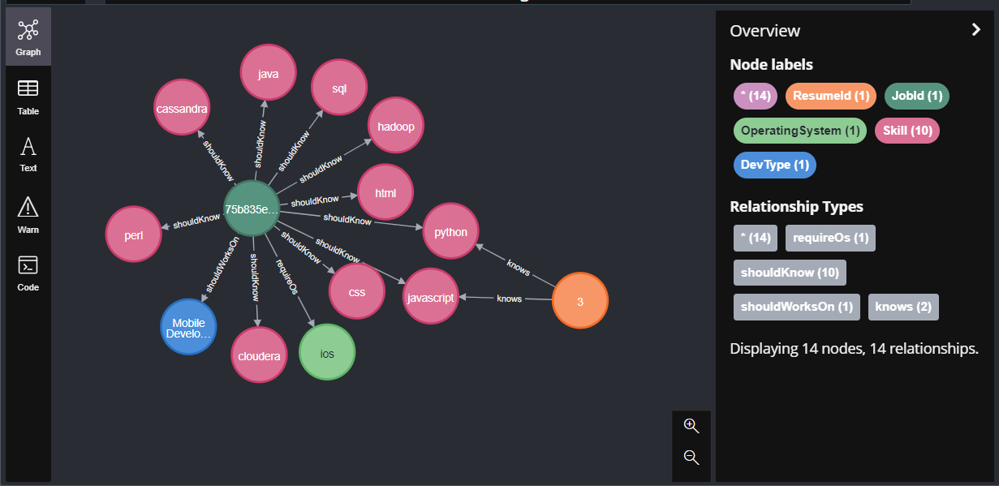 Graph
Table
Text
Warn
Code
java
sql
cassandra
hadoop
html
python
perl
75b835e...
css
javascript
3
Mobile
Develo...
cloudera
ios
shouldKnow
shouldKnow
shouldKnow
shouldKnow
shouldKnow
shouldKnow
shouldKnow
shouldKnow
shouldKnow
shouldKnow
shouldWorksOn
requireOs
knows
knows
Overview
Node labels
* (14) ResumeId (1) JobId (1)
OperatingSystem (1) Skill (10)
DevType (1)
Relationship Types
* (14) requireOs (1)
shouldKnow (10)
shouldWorksOn (1) knows (2)
Displaying 14 nodes, 14 relationships.